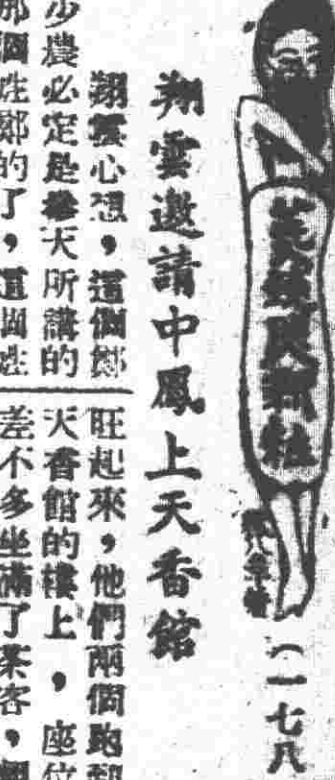 （一七八
翔雲邀請中鳳上天香館
翔雲心想，這個鄭
少農必定是天所講的
那個姓鄭的了，這個姓
旺起來，他們兩個跑到
天香館的樓上，座位
差不多坐滿了茶客，